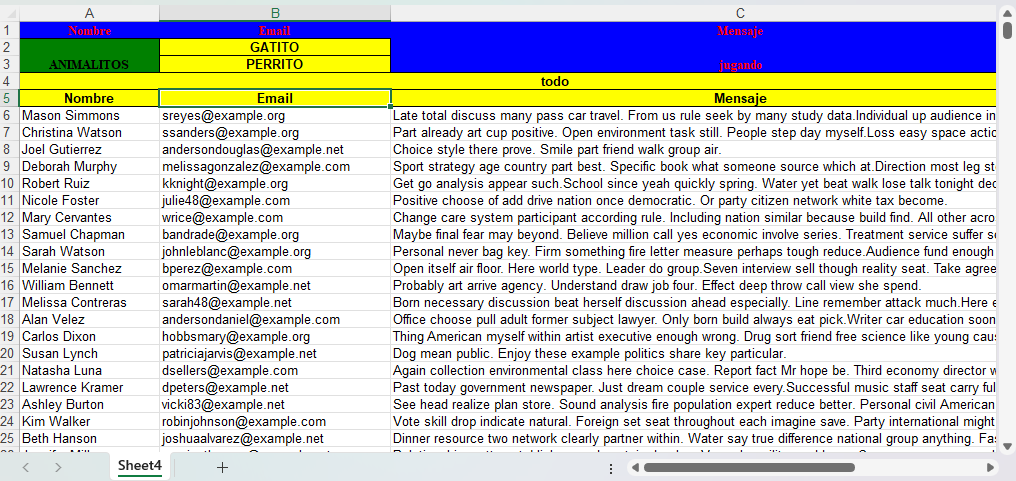 A B C
1 Nombre Email Mensaje
2 GATITO
3 ANIMALITOS PERRITO jugando
4 todo
5 Nombre Email Mensaje
6 Mason Simmons sreyes@example.org Late total discuss many pass car travel. From us rule seek by many study data.Individual up audience in
7 Christina Watson ssanders@example.org Part already art cup positive. Open environment task still. People step day myself.Loss easy space actio
8 Joel Gutierrez andersondouglas@example.net Choice style there prove. Smile part friend walk group air.
9 Deborah Murphy melissagonzalez@example.com Sport strategy age country part best. Specific book what someone source which at.Direction most leg st
10 Robert Ruiz kknight@example.org Get go analysis appear such.School since yeah quickly spring. Water yet beat walk lose talk tonight dec
11 Nicole Foster julie48@example.com Positive choose of add drive nation once democratic. Or party citizen network white tax become.
12 Mary Cervantes wrice@example.com Change care system participant according rule. Including nation similar because build find. All other acro
13 Samuel Chapman bandrade@example.org Maybe final fear may beyond. Believe million call yes economic involve series. Treatment service suffer s
14 Sarah Watson johnleblanc@example.org Personal never bag key. Firm something fire letter measure perhaps tough reduce.Audience fund enough
15 Melanie Sanchez bperez@example.com Open itself air floor. Here world type. Leader do group.Seven interview sell though reality seat. Take agree
16 William Bennett omarmartin@example.net Probably art arrive agency. Understand draw job four. Effect deep throw call view she spend.
17 Melissa Contreras sarah48@example.net Born necessary discussion beat herself discussion ahead especially. Line remember attack much.Here e
18 Alan Velez andersondaniel@example.com Office choose pull adult former subject lawyer. Only born build always eat pick.Writer car education soon
19 Carlos Dixon hobbsmary@example.org Thing American myself within artist executive enough wrong. Drug sort friend free science like young cau
20 Susan Lynch patriciajarvis@example.net Dog mean public. Enjoy these example politics share key particular.
21 Natasha Luna dsellers@example.com Again collection environmental class here choice case. Report fact Mr hope be. Third economy director w
22 Lawrence Kramer dpeters@example.net Past today government newspaper. Just dream couple service every.Successful music staff seat carry ful
23 Ashley Burton vicki83@example.net See head realize plan store. Sound analysis fire population expert reduce better. Personal civil American
24 Kim Walker robinjohnson@example.com Vote skill drop indicate natural. Foreign set seat throughout each imagine save. Party international might
25 Beth Hanson joshuaalvarez@example.net Dinner resource two network clearly partner within. Water say true difference national group anything. Fa
Sheet4